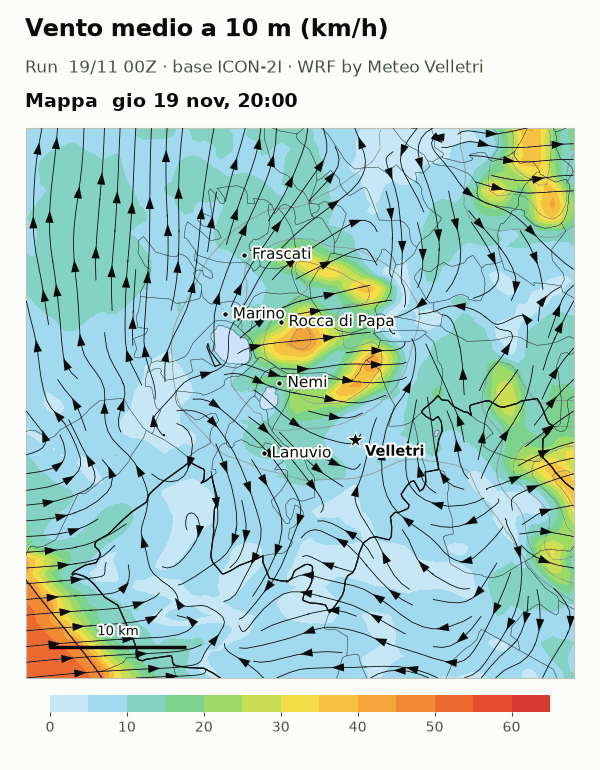 Vento medio a 10 m (km/h)
Run 19/11 00Z · base ICON-2I · WRF by Meteo Velletri
Mappa gio 19 nov, 20:00
Frascati
Marino
Rocca di Papa
Nemi
Lanuvio
Velletri
10 km
0 10 20 30 40 50 60